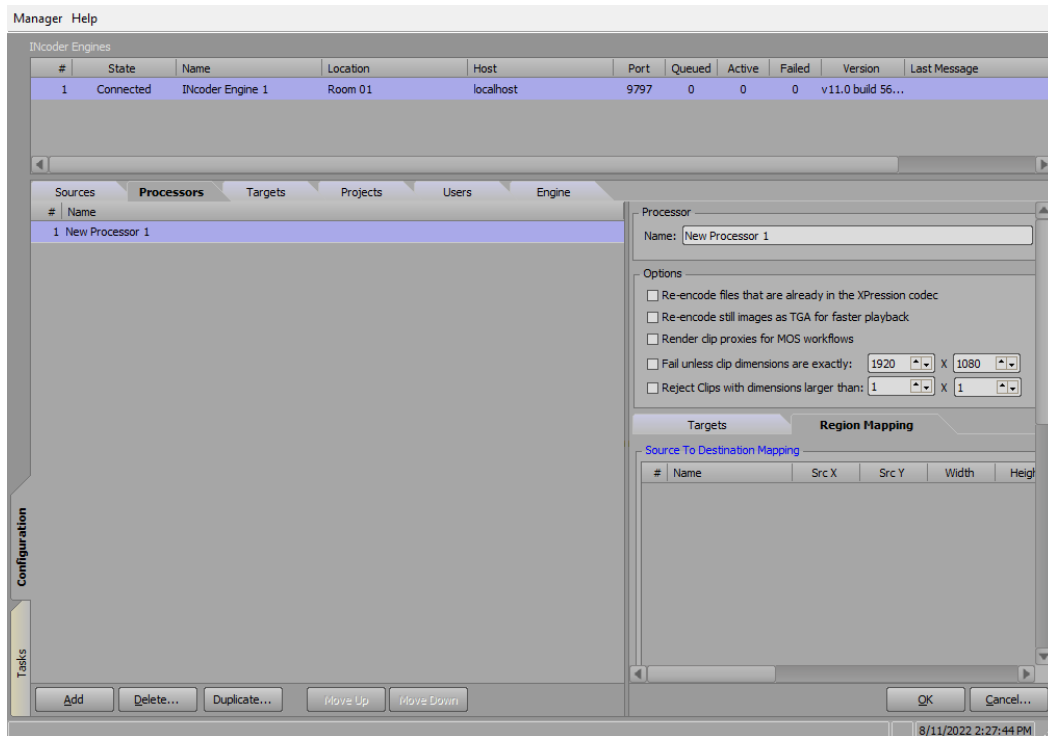 Manager Help
INcoder Engines
# State Name Location Host Port Queued Active Failed Version Last Message
1 Connected INcoder Engine 1 Room 01 localhost 9797 0 0 0 v11.0 build 56...
Sources Processors Targets Projects Users Engine
# Name
1 New Processor 1
Processor
Name: New Processor 1
Options
Re-encode files that are already in the XPression codec
Re-encode still images as TGA for faster playback
Render clip proxies for MOS workflows
Fail unless clip dimensions are exactly: 1920 X 1080
Reject Clips with dimensions larger than: 1 X 1
Targets Region Mapping
Source To Destination Mapping
# Name Src X Src Y Width Heigh
Configuration
Tasks
Add Delete... Duplicate... Move Up Move Down OK Cancel...
8/11/2022 2:27:44 PM